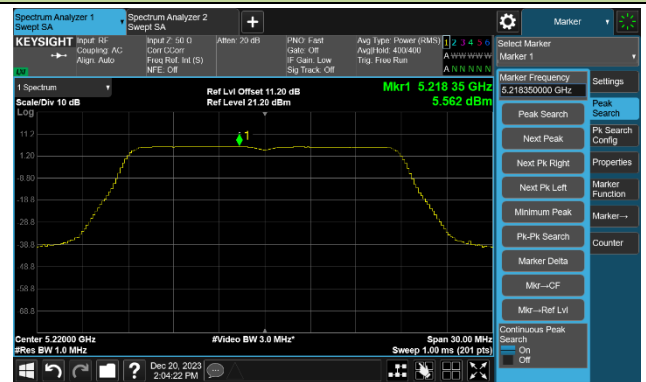 Spectrum Analyzer 1
Swept SA
Spectrum Analyzer 2
Swept SA
+
Marker
KEYSIGHT
Input: RF
Coupling: AC
Align: Auto
Input Z: 50 Ω
Corr CCorr
Freq Ref: Int (S)
NFE: Off
Atten: 20 dB
PNO: Fast
Gate: Off
IF Gain: Low
Sig Track: Off
Avg Type: Power (RMS)
Avg|Hold: 400/400
Trig: Free Run
1 2 3 4 5 6
A W W W W W
A N N N N N
Select Marker
Marker 1
1 Spectrum
Scale/Div 10 dB
Log
Ref Lvl Offset 11.20 dB
Ref Level 21.20 dBm
Mkr1 5.218 35 GHz
5.562 dBm
1
11.2
1.20
-8.80
-18.8
-28.8
-38.8
-48.8
-58.8
-68.8
Center 5.22000 GHz
#Res BW 1.0 MHz
#Video BW 3.0 MHz*
Span 30.00 MHz
Sweep 1.00 ms (201 pts)
Marker Frequency
5.218350000 GHz
Peak Search
Next Peak
Next Pk Right
Next Pk Left
Minimum Peak
Pk-Pk Search
Marker Delta
Mkr→CF
Mkr→Ref Lvl
Continuous Peak
Search
On
Off
Settings
Peak
Search
Pk Search
Config
Properties
Marker
Function
Marker→
Counter
?
Dec 20, 2023
2:04:22 PM